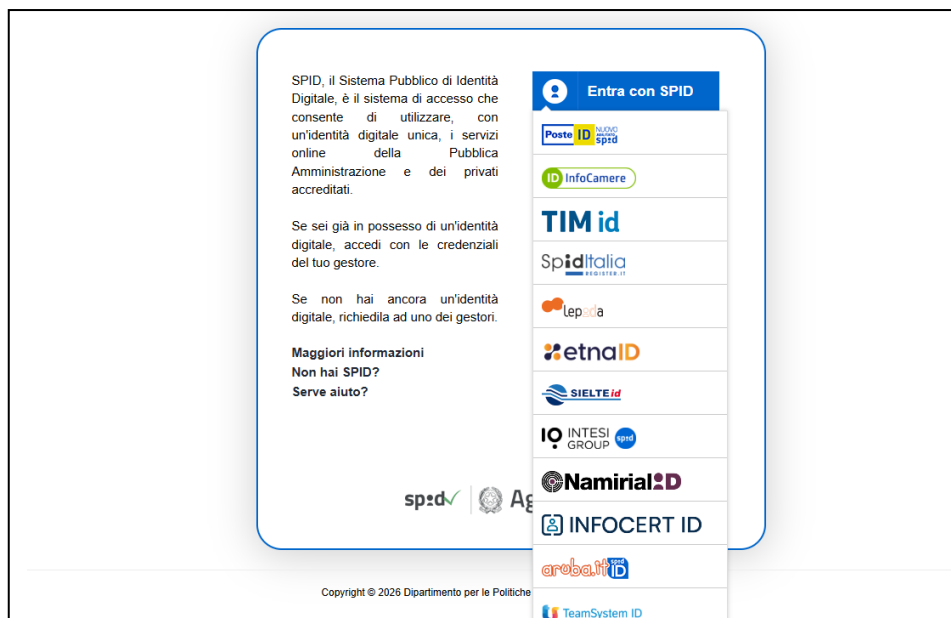 SPID, il Sistema Pubblico di Identità
Digitale, è il sistema di accesso che
consente di utilizzare, con
un'identità digitale unica, i servizi
online della Pubblica
Amministrazione e dei privati
accreditati.
Se sei già in possesso di un'identità
digitale, accedi con le credenziali
del tuo gestore.
Se non hai ancora un'identità
digitale, richiedila ad uno dei gestori.
Maggiori informazioni
Non hai SPID?
Serve aiuto?
Entra con SPID
Poste ID NUOVO
spid
ID InfoCamere
TIM id
SpidItalia
REGISTER.IT
Lepida
etnaID
SIELTE id
IO INTESI
GROUP spid
Namirial ID
INFOCERT ID
aruba.it spid
ID
TeamSystem ID
spid Ag
Copyright © 2026 Dipartimento per le Politiche